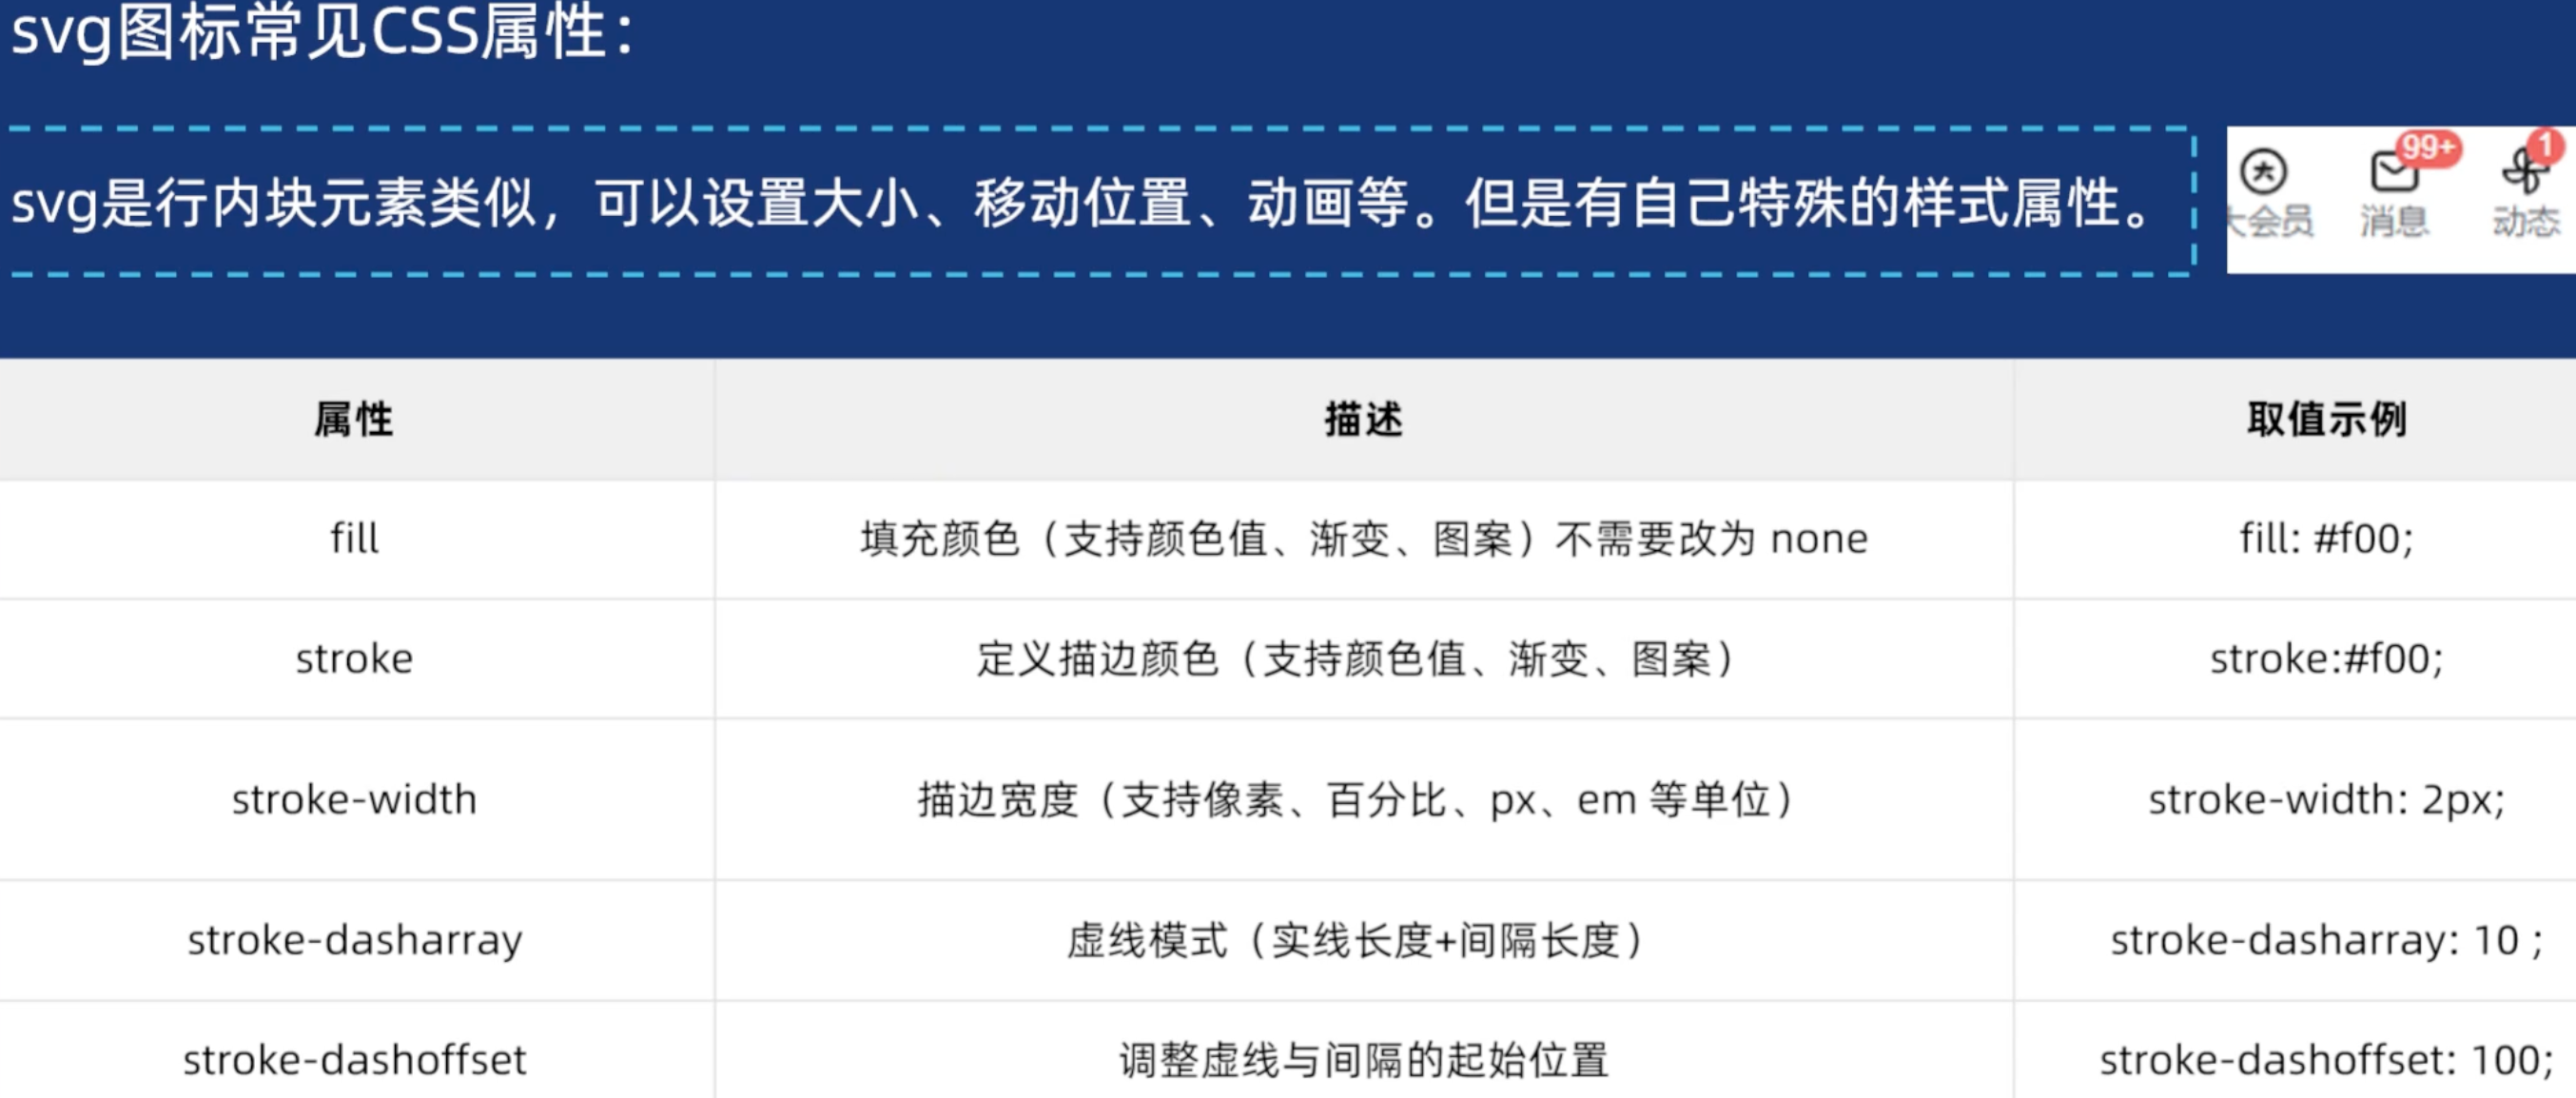 svg图标常见CSS属性：
svg是行内块元素类似，可以设置大小、移动位置、动画等。但是有自己特殊的样式属性。
99+
1
大会员
消息
动态
属性
描述
取值示例
fill
填充颜色（支持颜色值、渐变、图案）不需要改为 none
fill: #f00;
stroke
定义描边颜色（支持颜色值、渐变、图案）
stroke:#f00;
stroke-width
描边宽度（支持像素、百分比、px、em 等单位）
stroke-width: 2px;
stroke-dasharray
虚线模式（实线长度+间隔长度）
stroke-dasharray: 10 ;
stroke-dashoffset
调整虚线与间隔的起始位置
stroke-dashoffset: 100;